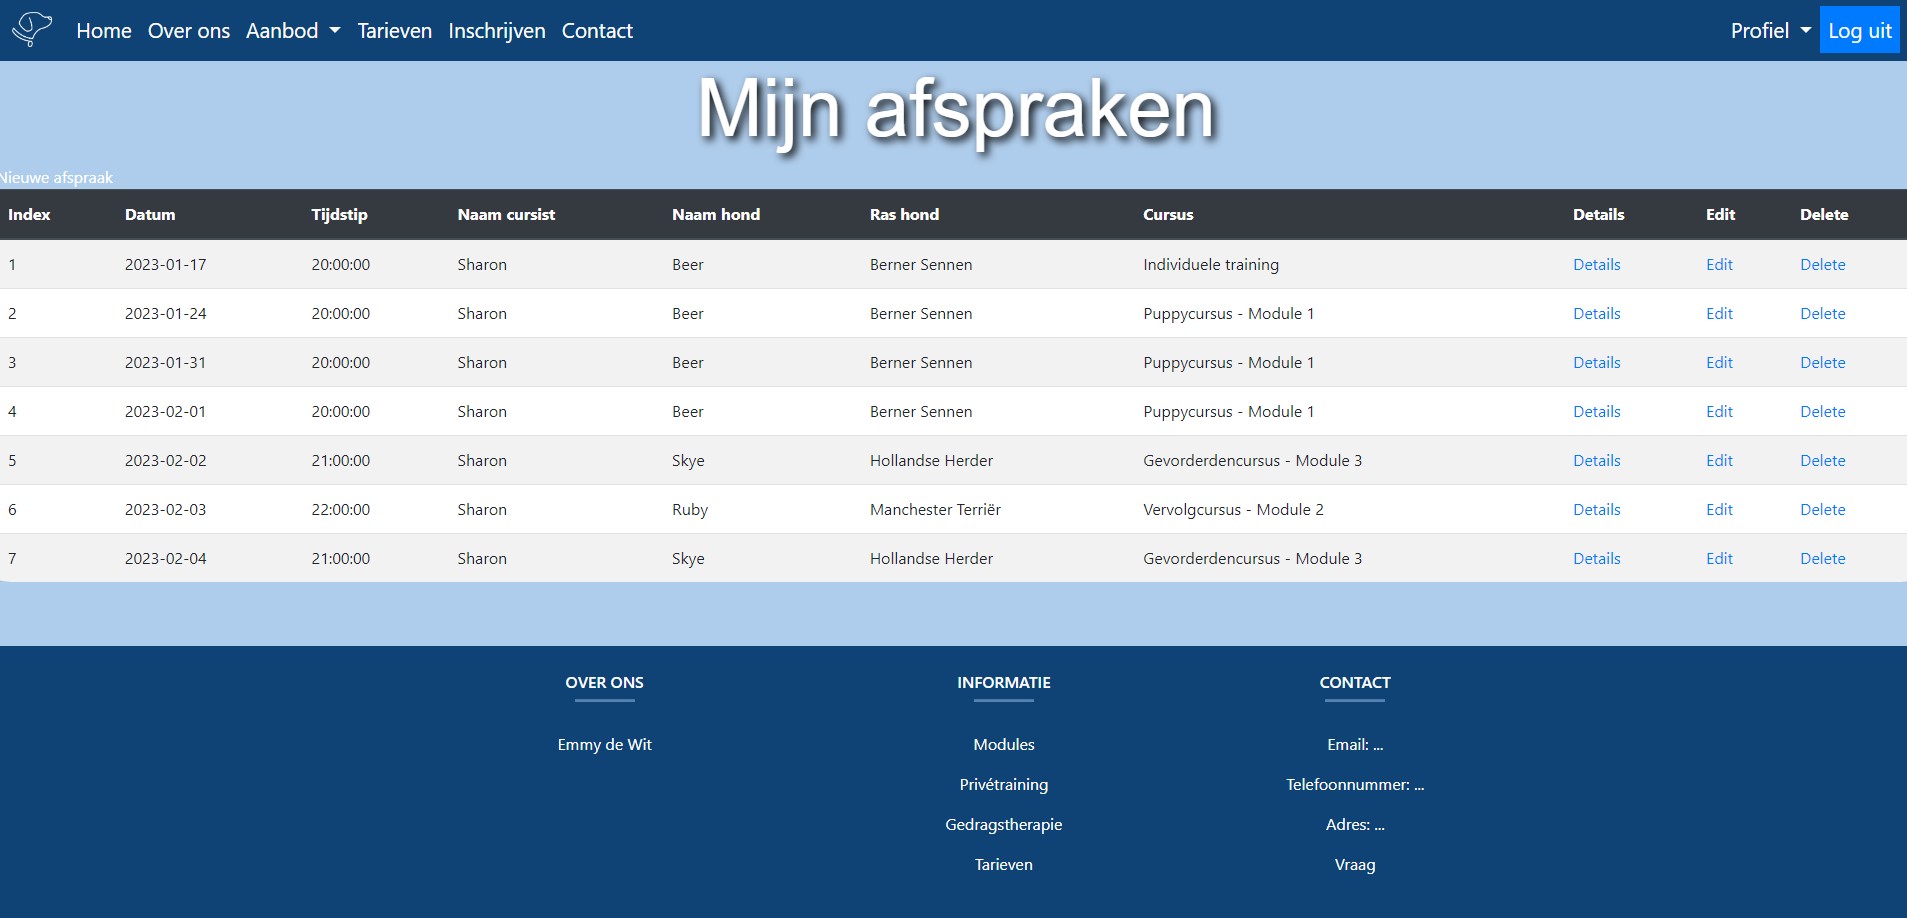 Home Over ons Aanbod Tarieven Inschrijven Contact Profiel Log uit
Mijn afspraken
Nieuwe afspraak
Index Datum Tijdstip Naam cursist Naam hond Ras hond Cursus Details Edit Delete
1 2023-01-17 20:00:00 Sharon Beer Berner Sennen Individuele training Details Edit Delete
2 2023-01-24 20:00:00 Sharon Beer Berner Sennen Puppycursus - Module 1 Details Edit Delete
3 2023-01-31 20:00:00 Sharon Beer Berner Sennen Puppycursus - Module 1 Details Edit Delete
4 2023-02-01 20:00:00 Sharon Beer Berner Sennen Puppycursus - Module 1 Details Edit Delete
5 2023-02-02 21:00:00 Sharon Skye Hollandse Herder Gevorderdencursus - Module 3 Details Edit Delete
6 2023-02-03 22:00:00 Sharon Ruby Manchester Terriër Vervolgcursus - Module 2 Details Edit Delete
7 2023-02-04 21:00:00 Sharon Skye Hollandse Herder Gevorderdencursus - Module 3 Details Edit Delete
OVER ONS
Emmy de Wit
INFORMATIE
Modules
Privétraining
Gedragstherapie
Tarieven
CONTACT
Email: ...
Telefoonnummer: ...
Adres: ...
Vraag